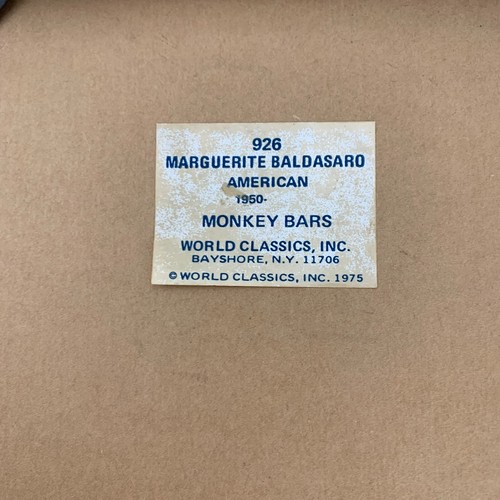 926
MARGUERITE BALDASARO
AMERICAN
1950-
MONKEY BARS
WORLD CLASSICS, INC.
BAYSHORE, N.Y. 11706
© WORLD CLASSICS, INC. 1975